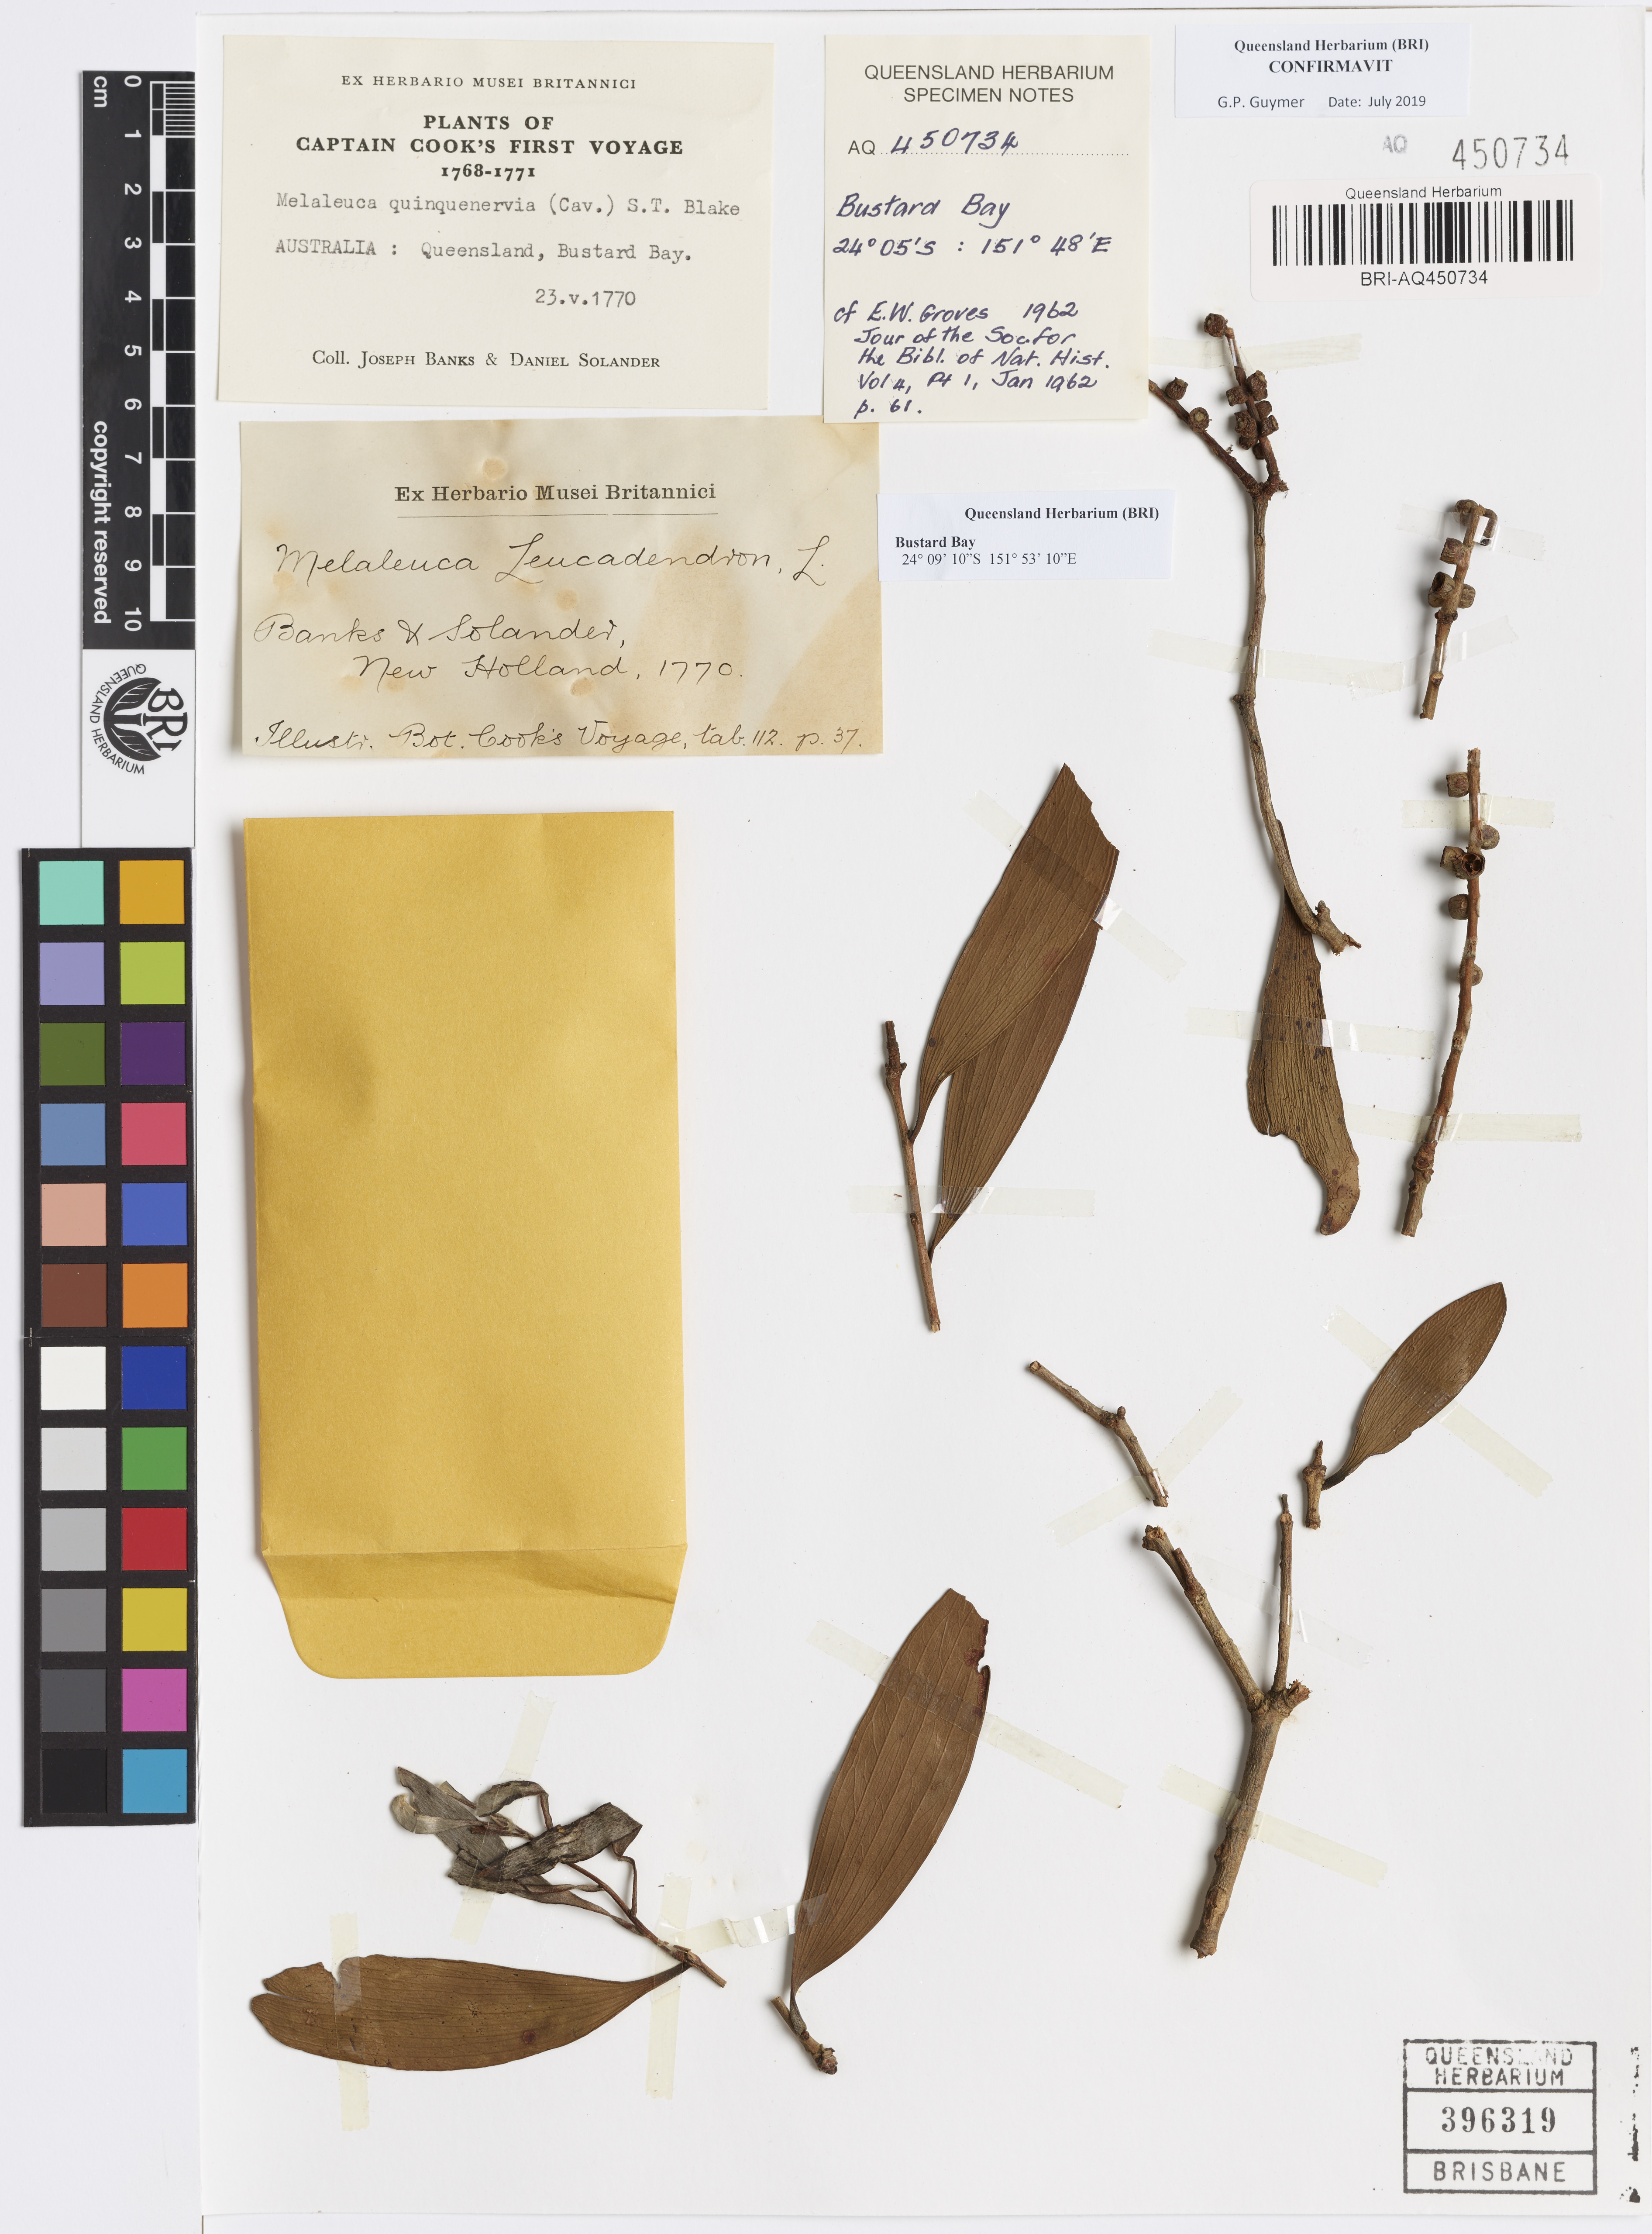 EX HERBARIO MUSEI BRITANNICI
PLANTS OF
CAPTAIN COOK'S FIRST VOYAGE
1768-1771
Melaleuca quinquenervia (Cav.) S.T. Blake
AUSTRALIA : Queensland, Bustard Bay.
23.v.1770
Coll. JOSEPH BANKS & DANIEL SOLANDER
QUEENSLAND HERBARIUM
SPECIMEN NOTES
AQ 450734
Bustard Bay
24° 05'S : 151° 48'E
cf E.W. Groves 1962
Jour of the Soc. for
the Bibl. of Nat. Hist.
Vol 4, Pt 1, Jan 1962
p. 61.
Queensland Herbarium (BRI)
CONFIRMAVIT
G.P. Guymer Date: July 2019
AQ 450734
Queensland Herbarium
BRI-AQ450734
Ex Herbario Musei Britannici
Melaleuca Leucadendron, L.
Banks & Solander,
New Holland, 1770.
Illustr. Bot. Cook's Voyage, tab. 112. p. 37.
Queensland Herbarium (BRI)
Bustard Bay
24° 09' 10"S 151° 53' 10"E
cm
0
1
2
3
4
5
6
7
8
9
10
copyright reserved
BRI
QUEENSLAND HERBARIUM
QUEENSLAND
HERBARIUM
396319
BRISBANE